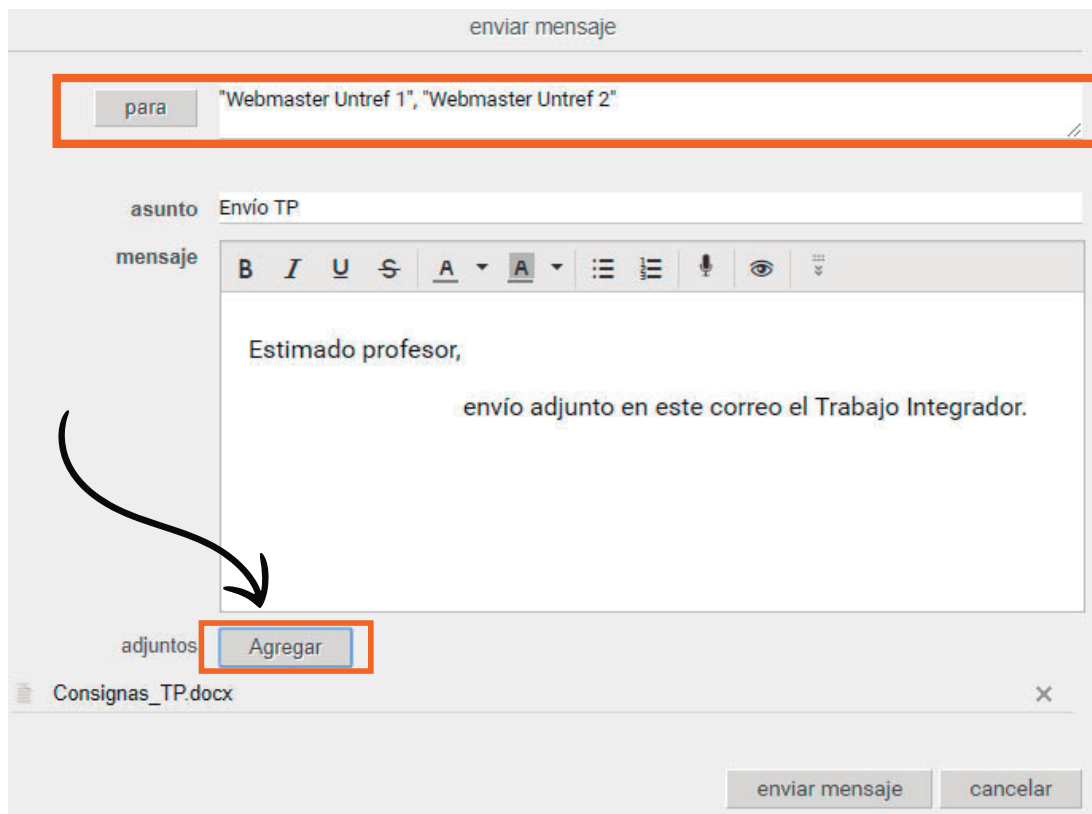 enviar mensaje
para "Webmaster Untref 1", "Webmaster Untref 2"
asunto Envío TP
mensaje
B I U S A A
Estimado profesor,
envío adjunto en este correo el Trabajo Integrador.
adjuntos Agregar
Consignas_TP.docx
enviar mensaje cancelar